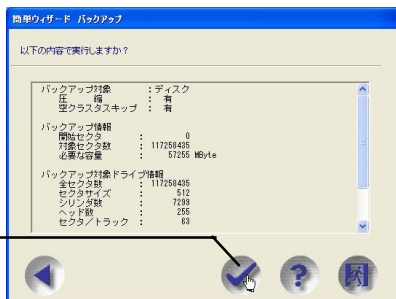 簡単ウィザード バックアップ
以下の内容で実行しますか？
バックアップ対象 : ディスク
圧 縮 : 有
空クラスタスキップ : 有
バックアップ情報
開始セクタ : 0
対象セクタ数 : 117258435
必要な容量 : 57255 MByte
バックアップ対象ドライブ情報
全セクタ数 : 117258435
セクタサイズ : 512
シリンダ数 : 7299
ヘッド数 : 255
セクタ／トラック : 63
?